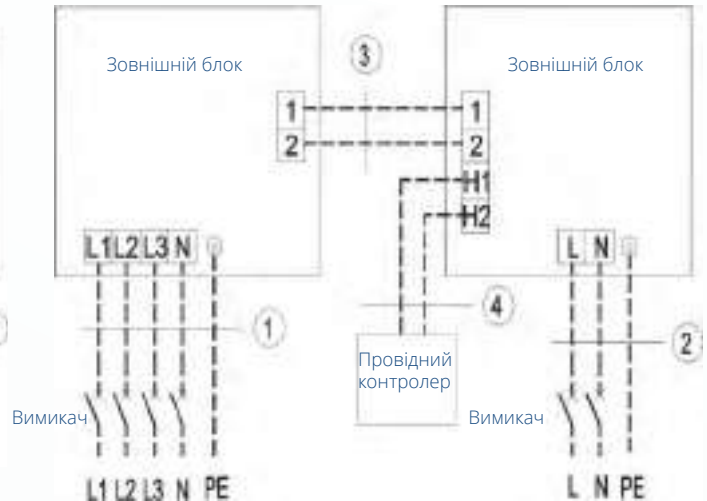 Зовнішній блок
Зовнішній блок
3
1
2
1
2
H1
H2
L1 L2 L3 N
L N
1
4
2
Провідний
контролер
Вимикач
Вимикач
L1 L2 L3 N PE
L N PE